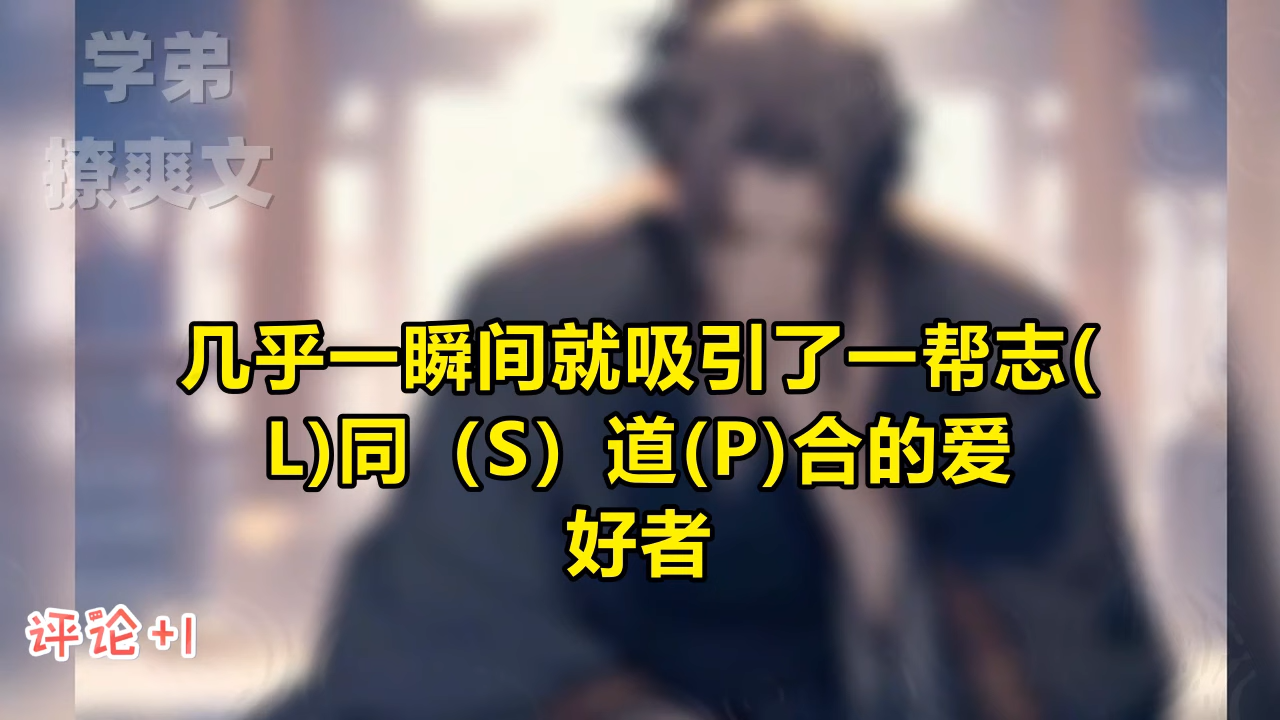 学弟
撩爽文
几乎一瞬间就吸引了一帮志(
L)同（S）道(P)合的爱
好者
评论+1